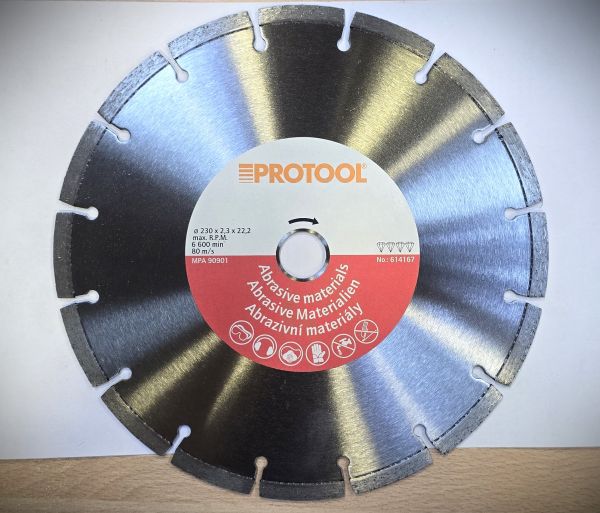 PROTOOL
ø 230 x 2,3 x 22,2
max. R.P.M.
6 600 min
80 m/s
MPA 90901
No.: 614167
Abrasive materials
Abrasive Materialien
Abrazivní materiály